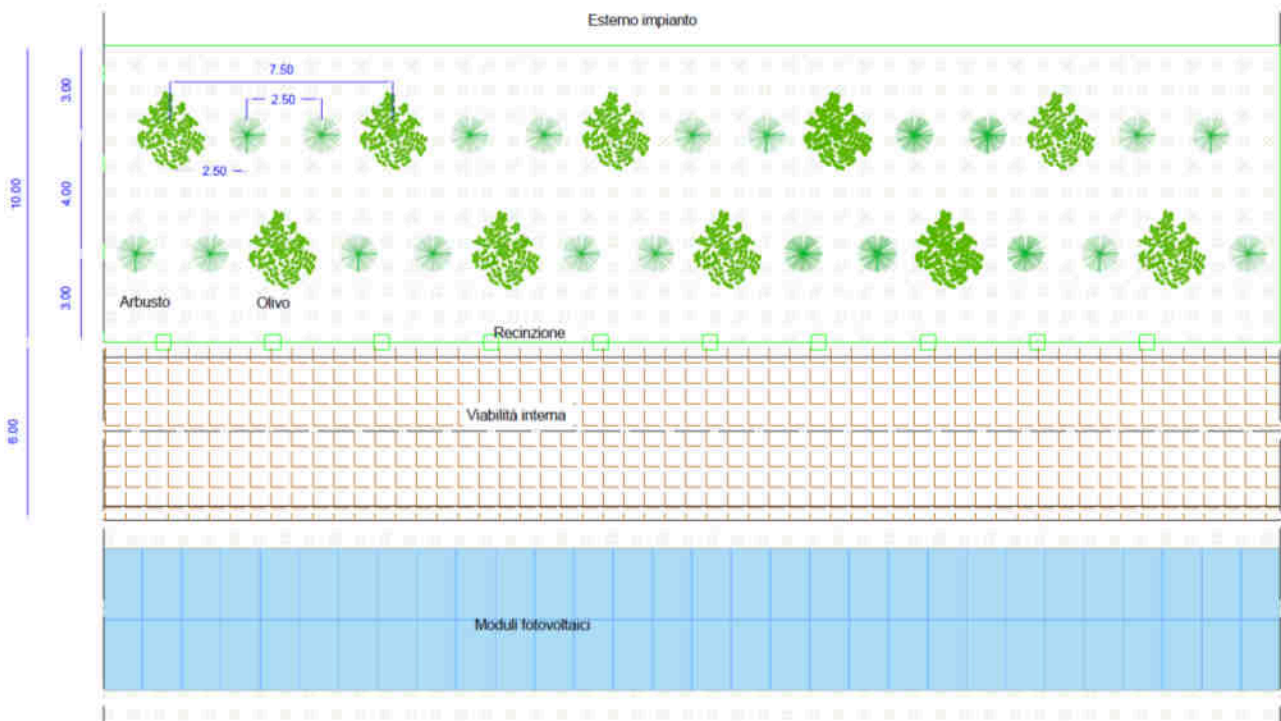 Esterno impianto
7.50
2.50
3.00
2.50
10.00
4.00
3.00
Arbusto
Olivo
Recinzione
Viabilità interna
6.00
Moduli fotovoltaici